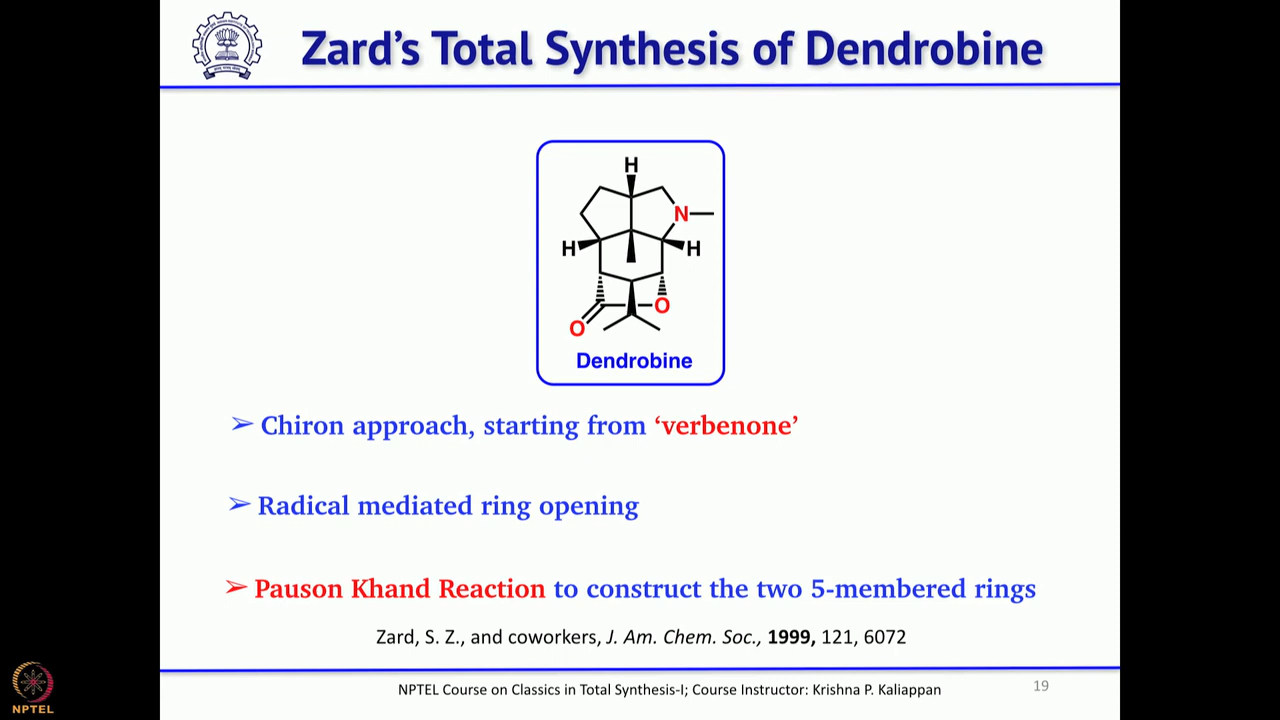 Zard's Total Synthesis of Dendrobine
H
N
H
H
O
O
Dendrobine
➢ Chiron approach, starting from ‘verbenone’
➢ Radical mediated ring opening
➢ Pauson Khand Reaction to construct the two 5-membered rings
Zard, S. Z., and coworkers, J. Am. Chem. Soc., 1999, 121, 6072
NPTEL Course on Classics in Total Synthesis-I; Course Instructor: Krishna P. Kaliappan
19
NPTEL